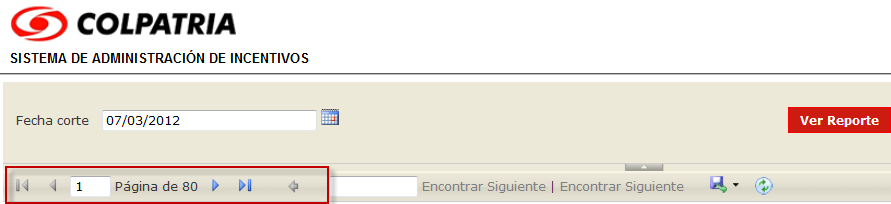 COLPATRIA
SISTEMA DE ADMINISTRACIÓN DE INCENTIVOS
Fecha corte 07/03/2012 Ver Reporte
1 Página de 80 Encontrar Siguiente | Encontrar Siguiente